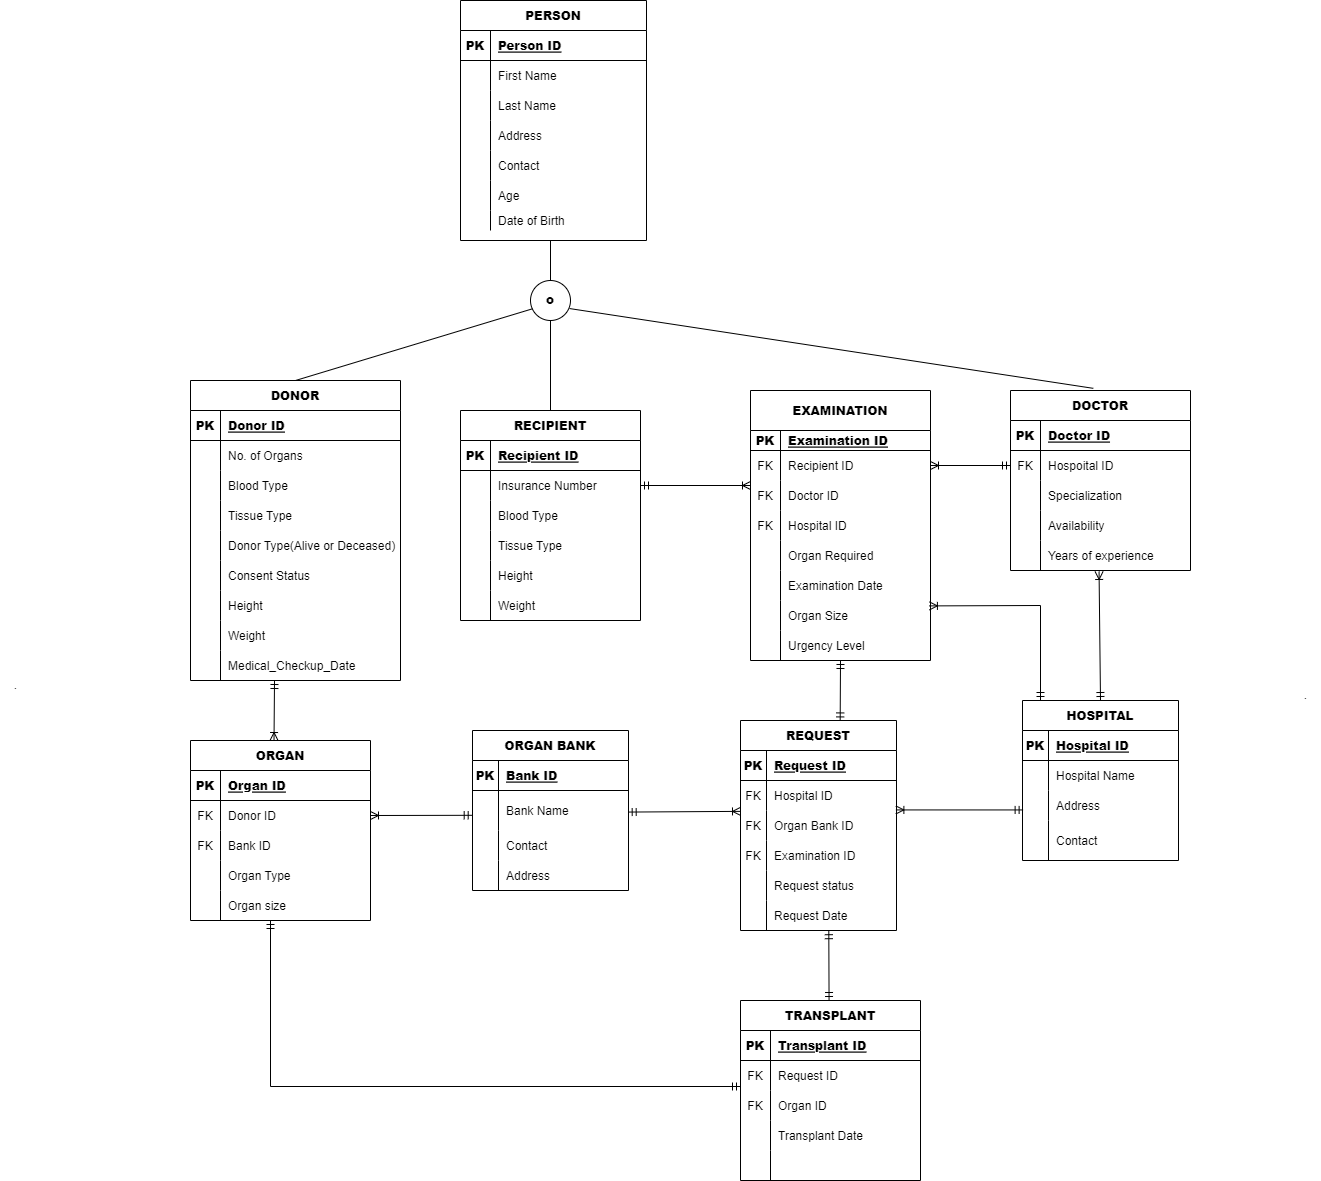 PERSON
PK Person ID
First Name
Last Name
Address
Contact
Age
Date of Birth
o
DONOR
PK Donor ID
No. of Organs
Blood Type
Tissue Type
Donor Type(Alive or Deceased)
Consent Status
Height
Weight
Medical_Checkup_Date
RECIPIENT
PK Recipient ID
Insurance Number
Blood Type
Tissue Type
Height
Weight
EXAMINATION
PK Examination ID
FK Recipient ID
FK Doctor ID
FK Hospital ID
Organ Required
Examination Date
Organ Size
Urgency Level
DOCTOR
PK Doctor ID
FK Hospoital ID
Specialization
Availability
Years of experience
ORGAN
PK Organ ID
FK Donor ID
FK Bank ID
Organ Type
Organ size
ORGAN BANK
PK Bank ID
Bank Name
Contact
Address
REQUEST
PK Request ID
FK Hospital ID
FK Organ Bank ID
FK Examination ID
Request status
Request Date
HOSPITAL
PK Hospital ID
Hospital Name
Address
Contact
TRANSPLANT
PK Transplant ID
FK Request ID
FK Organ ID
Transplant Date